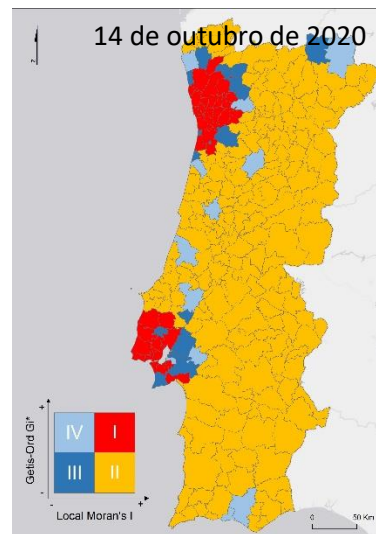 14 de outubro de 2020
Getis-Ord Gi*
+
-
IV
I
III
II
- +
Local Moran's I
0 50 Km